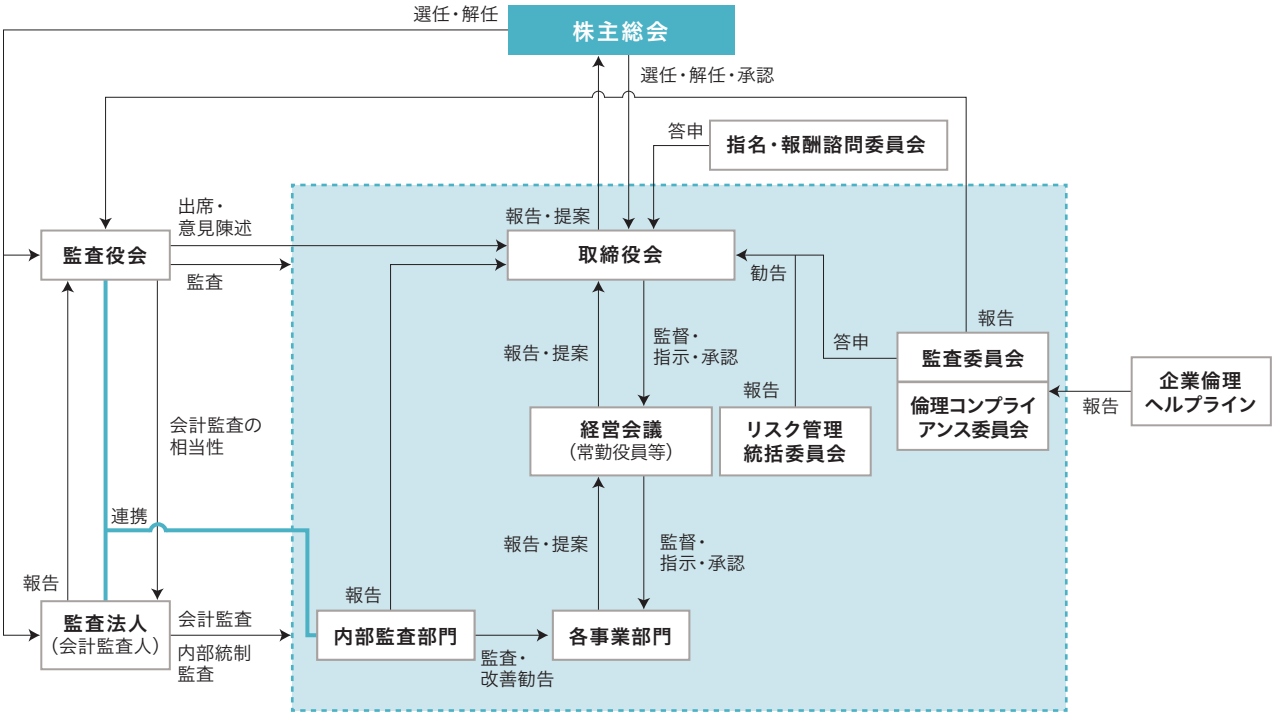 選任・解任
株主総会
選任・解任・承認
答申
指名・報酬諮問委員会
出席・
意見陳述
報告・提案
監査役会
取締役会
監査
勧告
報告
監督・
指示・承認
報告・提案
答申
監査委員会
企業倫理
ヘルプライン
報告
報告
倫理コンプライ
アンス委員会
会計監査の
相当性
経営会議
（常勤役員等）
リスク管理
統括委員会
連携
報告・提案
監督・
指示・承認
報告
報告
監査法人
（会計監査人）
会計監査
内部統制
監査
内部監査部門
各事業部門
監査・
改善勧告